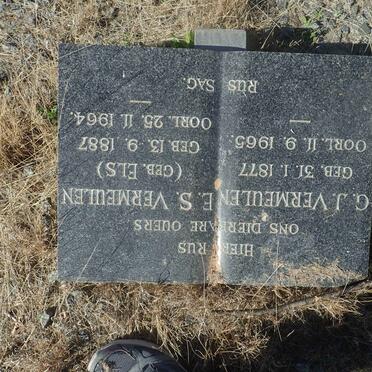 HIER RUS
ONS DIERBARE OUERS
G. J. VERMEULEN
GEB. 31. 1. 1877
OORL. 11. 9. 1965.
—
E. S. VERMEULEN
(GEB. ELS)
GEB. 13. 9. 1887
OORL. 25. 11. 1964.
—
RUS SAG.